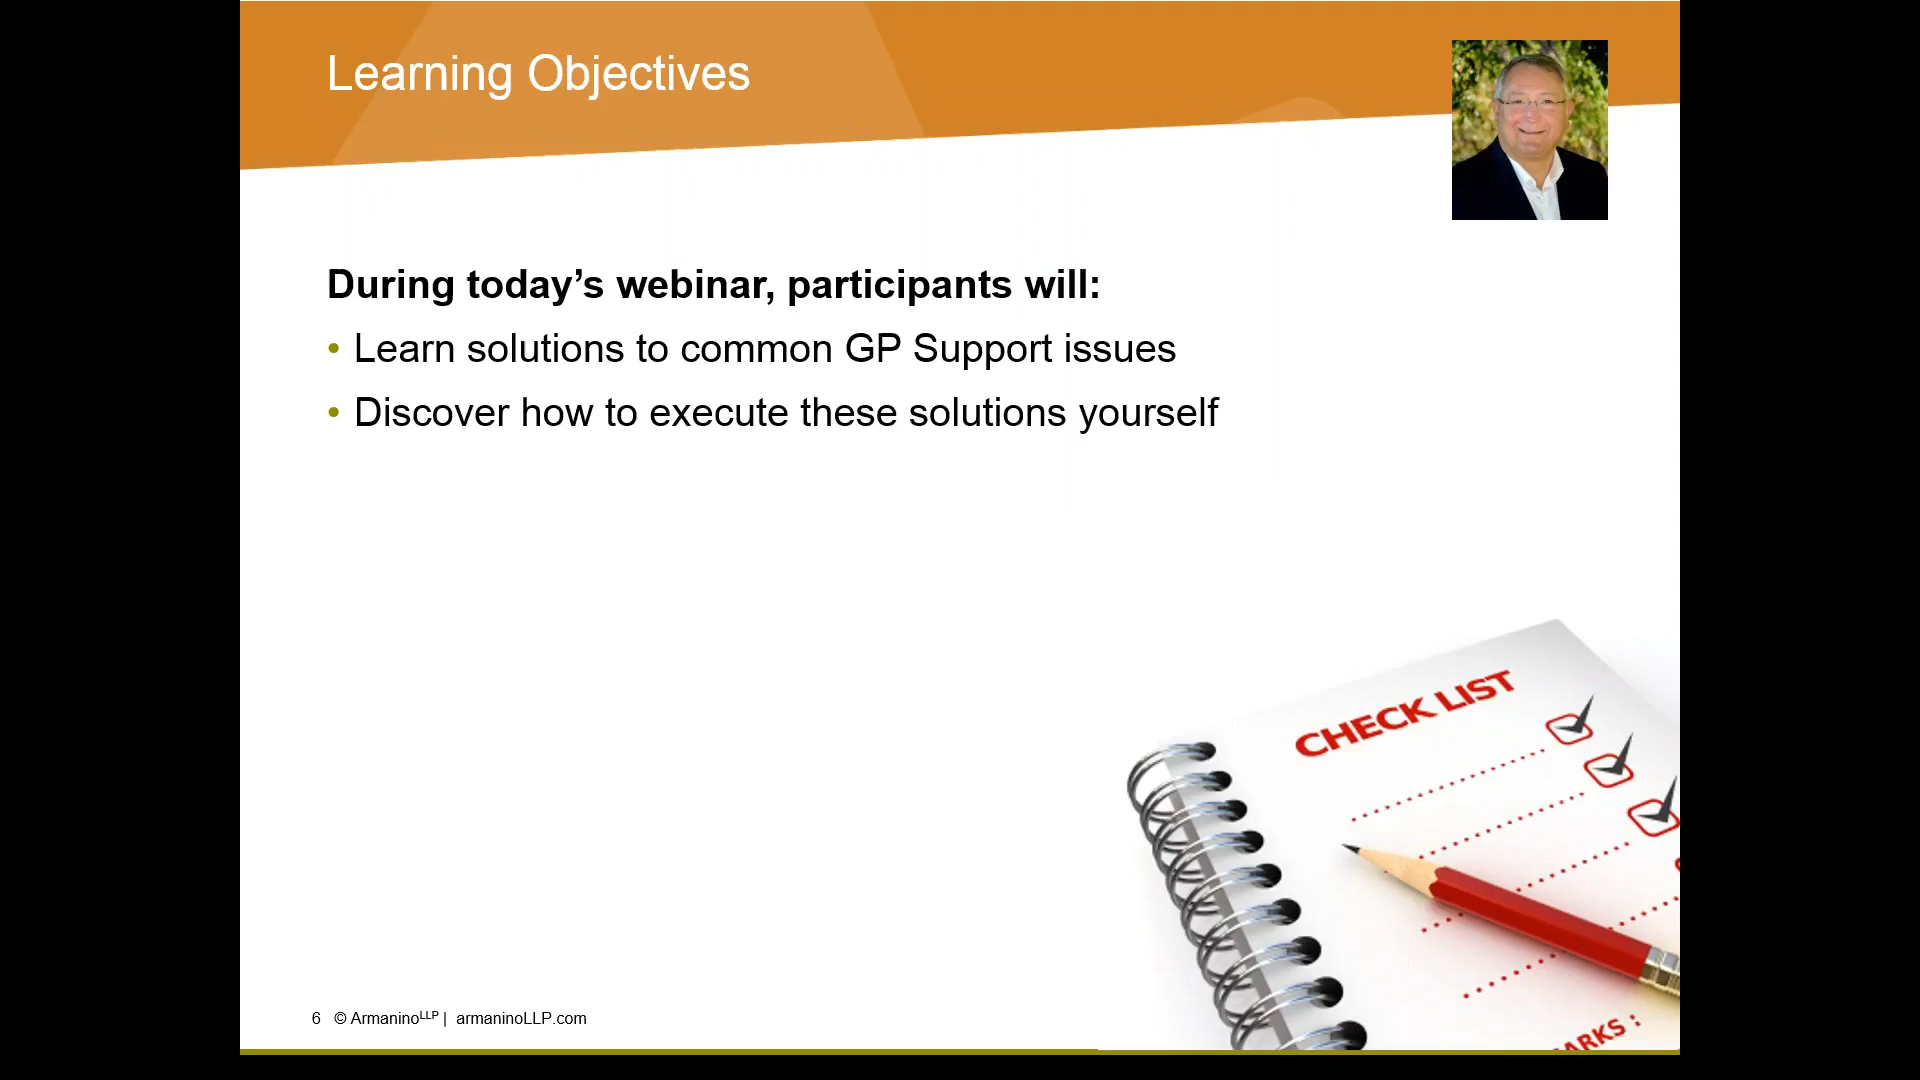 Learning Objectives
During today’s webinar, participants will:
• Learn solutions to common GP Support issues
• Discover how to execute these solutions yourself
CHECK LIST
ARKS :
6 © ArmaninoLLP | armaninoLLP.com